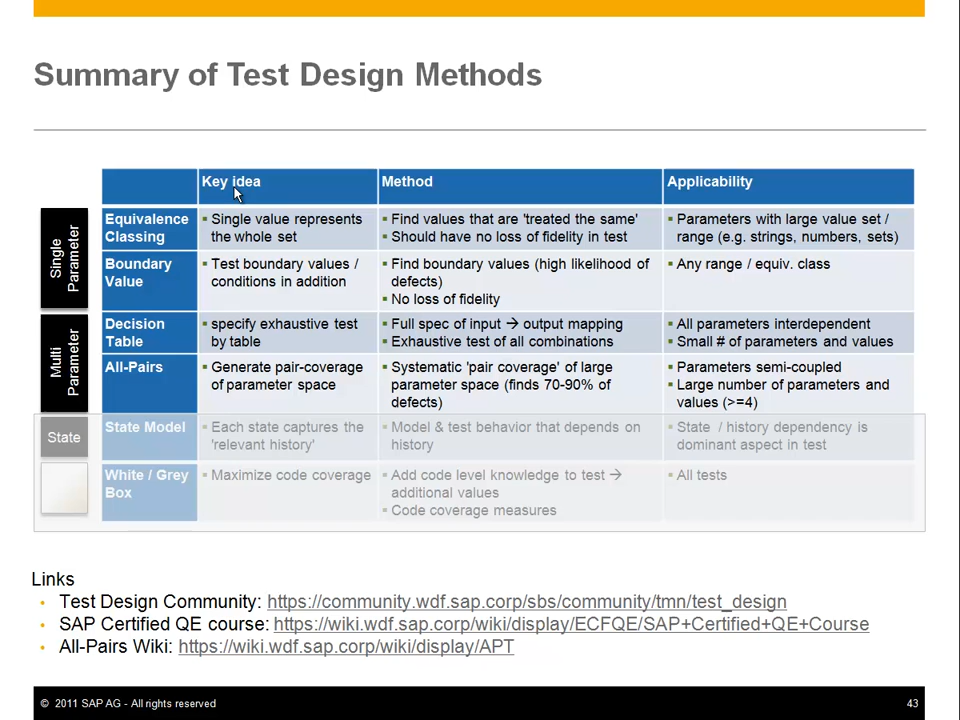 Summary of Test Design Methods
Key idea
Method
Applicability
Single
Parameter
Equivalence
Classing
▪ Single value represents
the whole set
▪ Find values that are 'treated the same'
▪ Should have no loss of fidelity in test
▪ Parameters with large value set /
range (e.g. strings, numbers, sets)
Boundary
Value
▪ Test boundary values /
conditions in addition
▪ Find boundary values (high likelihood of
defects)
▪ No loss of fidelity
▪ Any range / equiv. class
Multi
Parameter
Decision
Table
▪ specify exhaustive test
by table
▪ Full spec of input → output mapping
▪ Exhaustive test of all combinations
▪ All parameters interdependent
▪ Small # of parameters and values
All-Pairs
▪ Generate pair-coverage
of parameter space
▪ Systematic 'pair coverage' of large
parameter space (finds 70-90% of
defects)
▪ Parameters semi-coupled
▪ Large number of parameters and
values (>=4)
State
State Model
▪ Each state captures the
'relevant history'
▪ Model & test behavior that depends on
history
▪ State / history dependency is
dominant aspect in test
White / Grey
Box
▪ Maximize code coverage
▪ Add code level knowledge to test →
additional values
▪ Code coverage measures
▪ All tests
Links
• Test Design Community: https://community.wdf.sap.corp/sbs/community/tmn/test_design
• SAP Certified QE course: https://wiki.wdf.sap.corp/wiki/display/ECFQE/SAP+Certified+QE+Course
• All-Pairs Wiki: https://wiki.wdf.sap.corp/wiki/display/APT
© 2011 SAP AG - All rights reserved
43